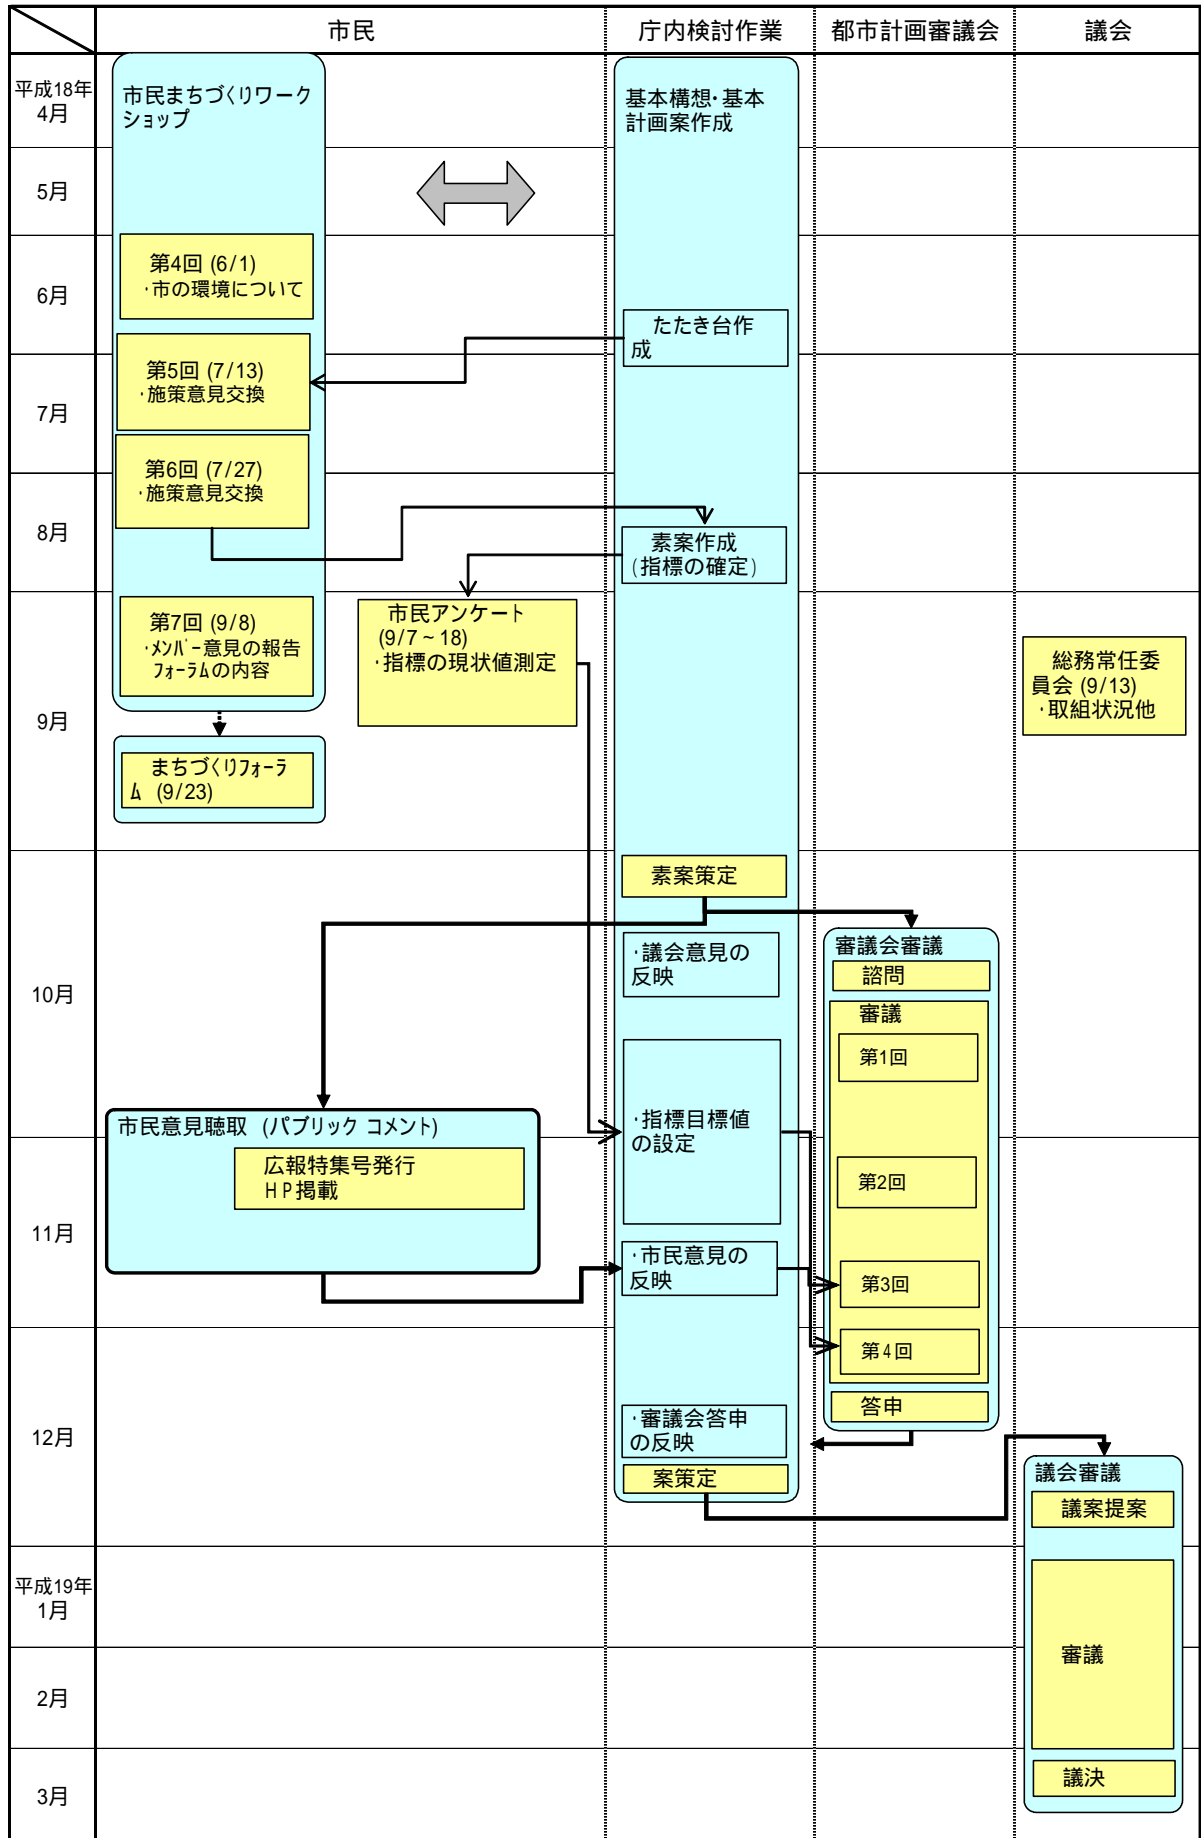 市民
庁内検討作業
都市計画審議会
議会
平成18年
4月
市民まちづくりワーク
ショップ
基本構想・基本
計画案作成
5月
6月
第4回 (6/1)
・市の環境について
たたき台作
成
7月
第5回 (7/13)
・施策意見交換
第6回 (7/27)
・施策意見交換
8月
素案作成
(指標の確定)
9月
第7回 (9/8)
・メンバー意見の報告
フォーラムの内容
市民アンケート
(9/7~18)
・指標の現状値測定
総務常任委
員会 (9/13)
・取組状況他
まちづくりフォーラ
ム (9/23)
10月
素案策定
・議会意見の
反映
審議会審議
諮問
審議
第1回
・指標目標値
の設定
市民意見聴取 (パブリック コメント)
広報特集号発行
HP掲載
11月
第2回
・市民意見の
反映
第3回
12月
第4回
答申
・審議会答申
の反映
案策定
議会審議
議案提案
平成19年
1月
審議
2月
3月
議決